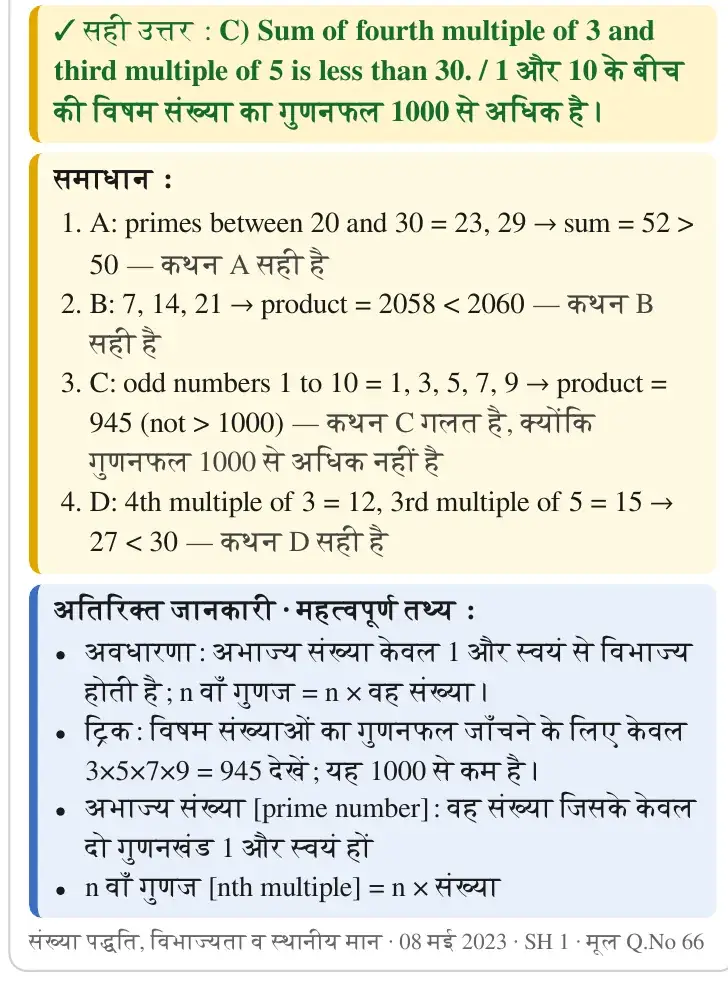 ✓ सही उत्तर : C) Sum of fourth multiple of 3 and
third multiple of 5 is less than 30. / 1 और 10 के बीच
की विषम संख्या का गुणनफल 1000 से अधिक है।
समाधान :
1. A: primes between 20 and 30 = 23, 29 → sum = 52 >
50 — कथन A सही है
2. B: 7, 14, 21 → product = 2058 < 2060 — कथन B
सही है
3. C: odd numbers 1 to 10 = 1, 3, 5, 7, 9 → product =
945 (not > 1000) — कथन C गलत है, क्योंकि
गुणनफल 1000 से अधिक नहीं है
4. D: 4th multiple of 3 = 12, 3rd multiple of 5 = 15 →
27 < 30 — कथन D सही है
अतिरिक्त जानकारी · महत्वपूर्ण तथ्य :
• अवधारणा : अभाज्य संख्या केवल 1 और स्वयं से विभाज्य
होती है ; n वाँ गुणज = n × वह संख्या।
• ट्रिक : विषम संख्याओं का गुणनफल जाँचने के लिए केवल
3×5×7×9 = 945 देखें ; यह 1000 से कम है।
• अभाज्य संख्या [prime number] : वह संख्या जिसके केवल
दो गुणनखंड 1 और स्वयं हों
• n वाँ गुणज [nth multiple] = n × संख्या
संख्या पद्धति, विभाज्यता व स्थानीय मान · 08 मई 2023 · SH 1 · मूल Q.No 66